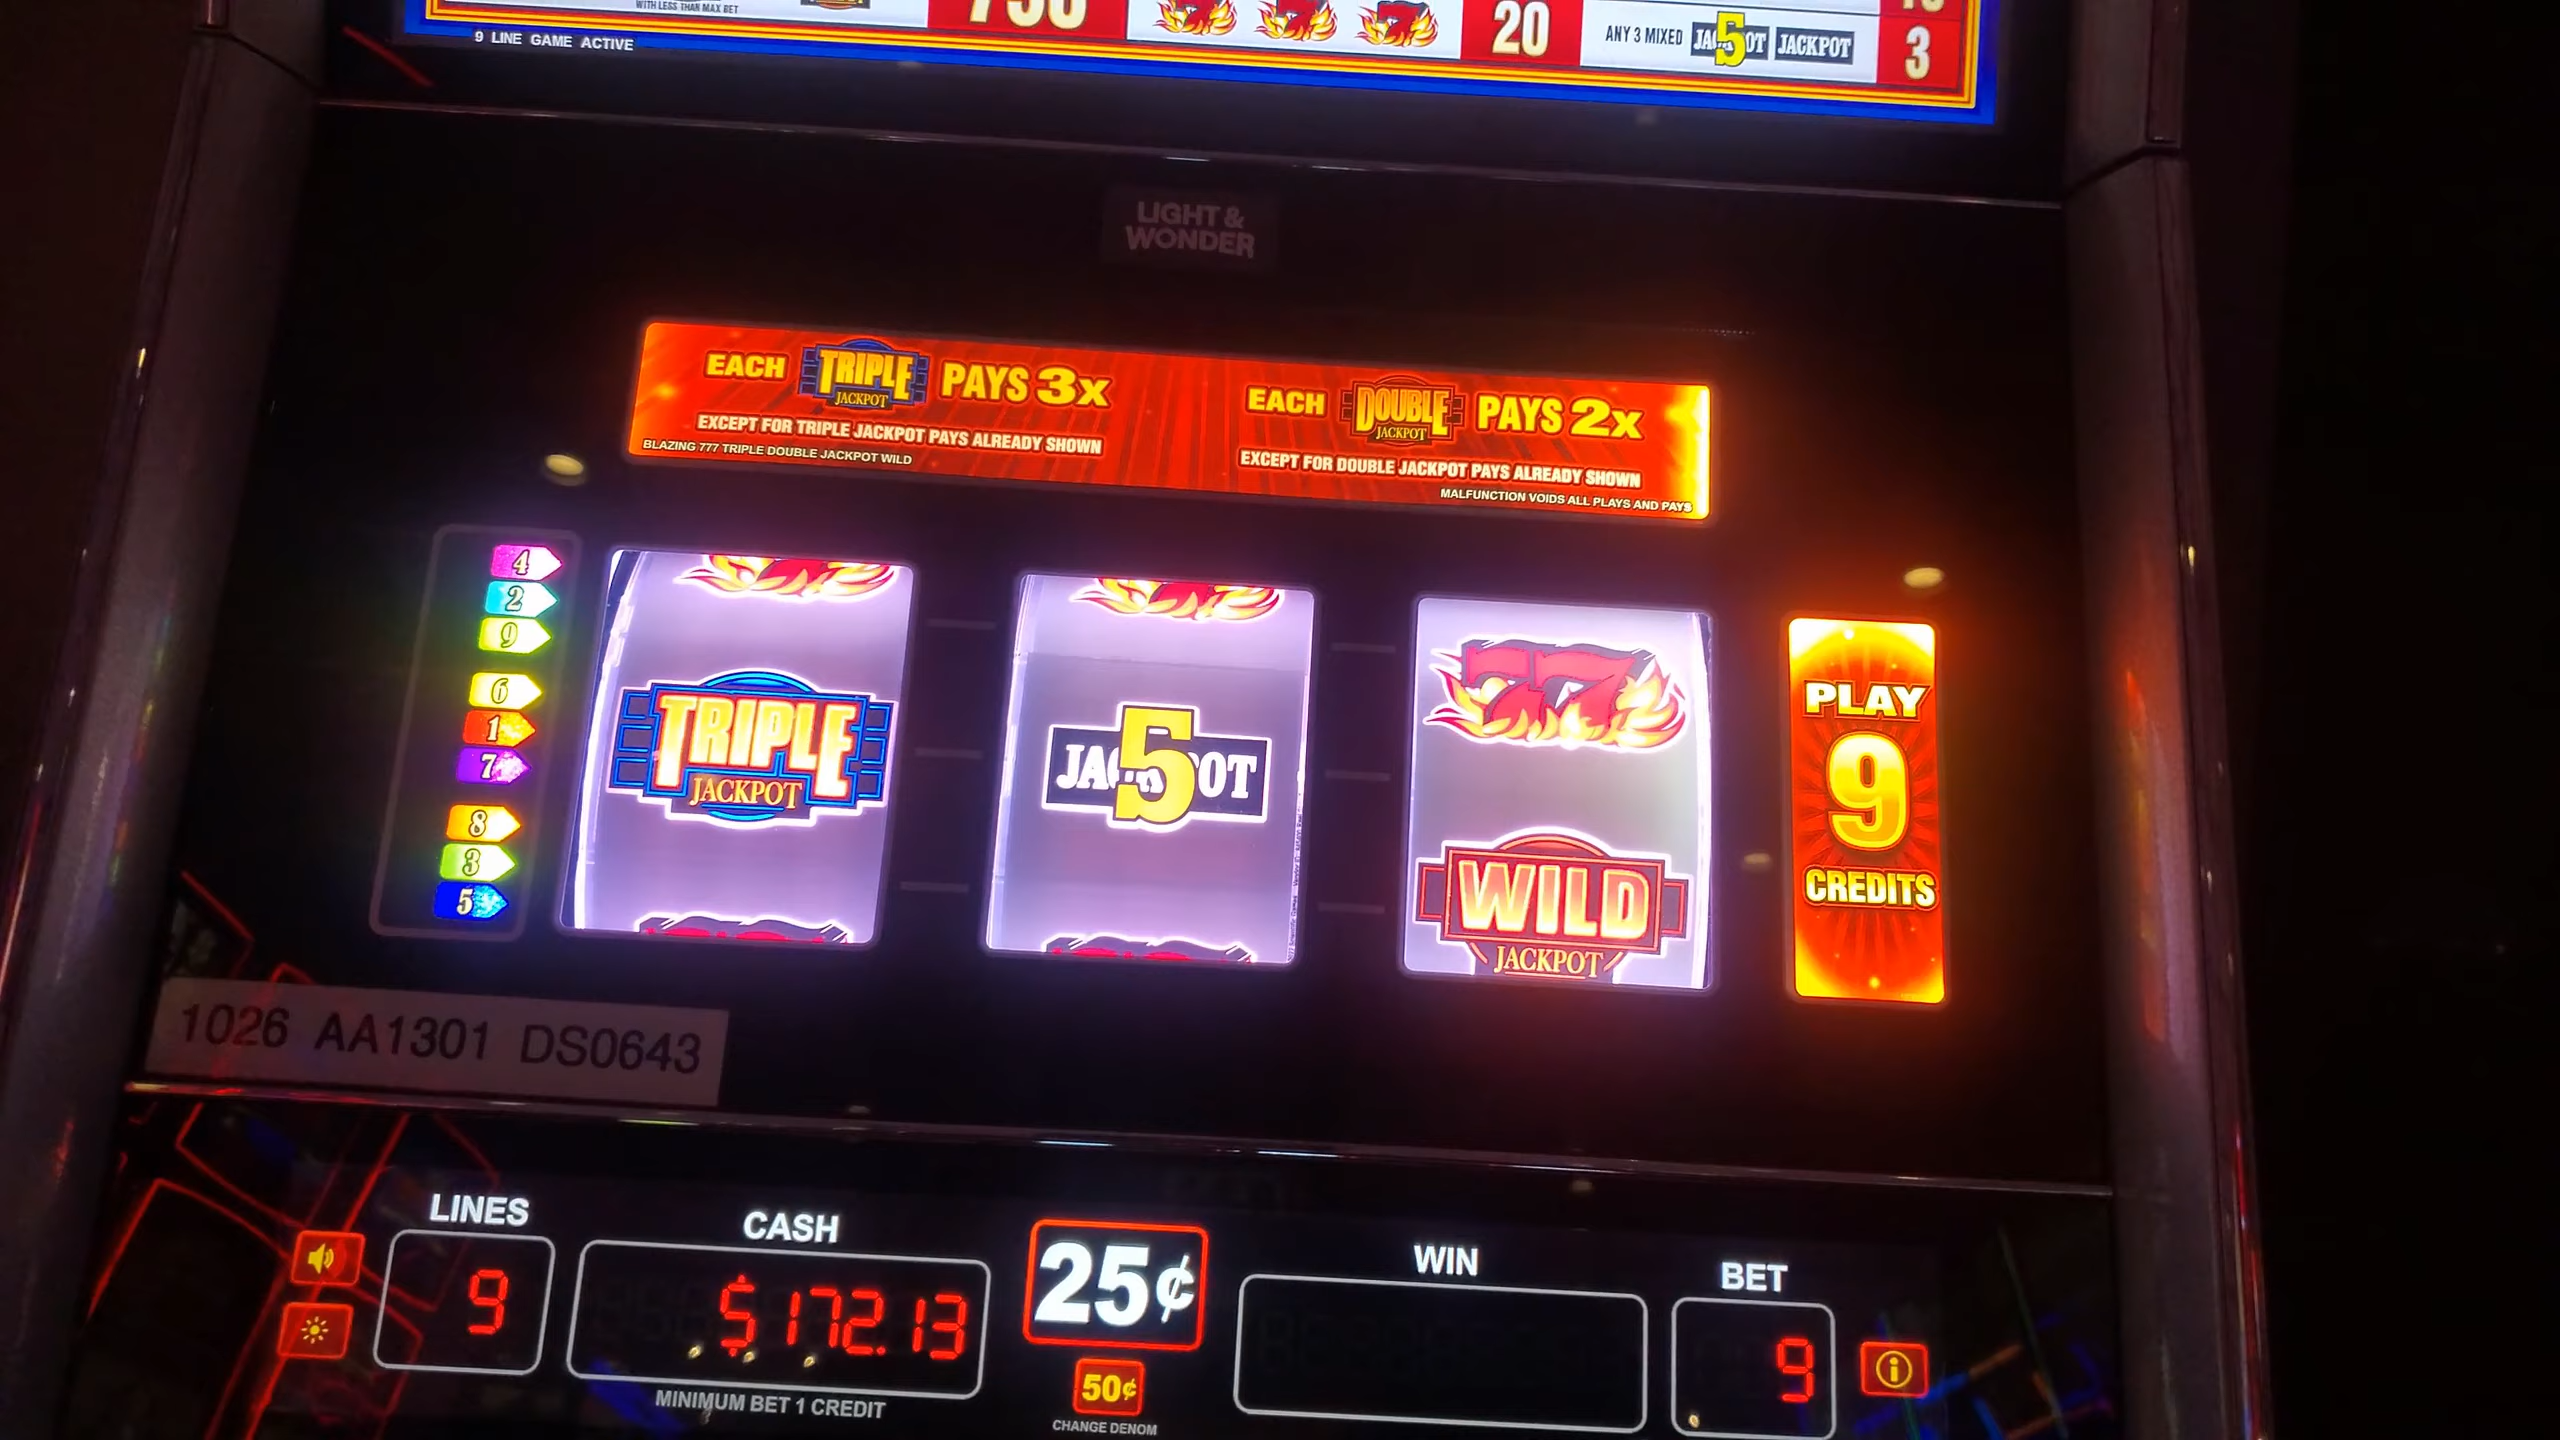 WITH LESS THAN MAX BET
20
ANY 3 MIXED JACKPOT 5 JACKPOT
3
9 LINE GAME ACTIVE
LIGHT &
WONDER
EACH TRIPLE JACKPOT PAYS 3x
EXCEPT FOR TRIPLE JACKPOT PAYS ALREADY SHOWN
BLAZING 777 TRIPLE DOUBLE JACKPOT WILD
EACH DOUBLE JACKPOT PAYS 2x
EXCEPT FOR DOUBLE JACKPOT PAYS ALREADY SHOWN
MALFUNCTION VOIDS ALL PLAYS AND PAYS
4
2
9
6
1
7
8
3
5
TRIPLE
JACKPOT
JACKPOT
5
77
WILD
JACKPOT
PLAY
9
CREDITS
1026 AA1301 DS0643
LINES
9
CASH
$172.13
MINIMUM BET 1 CREDIT
25¢
50¢
CHANGE DENOM
WIN
BET
9